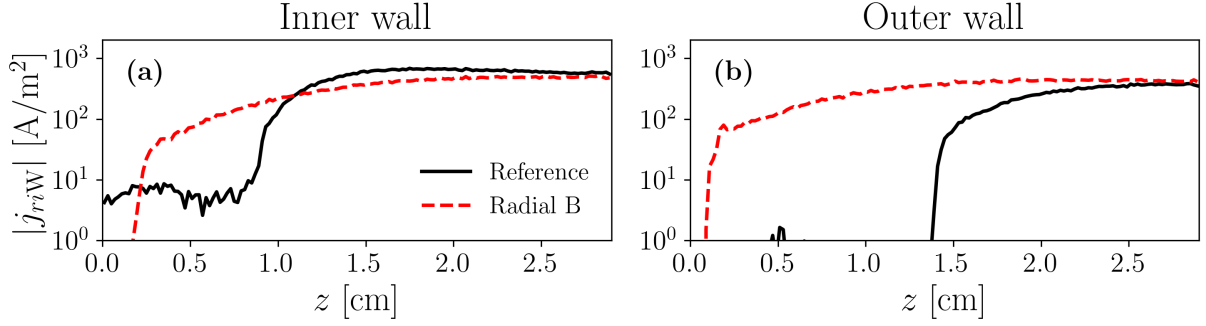 Inner wall
Outer wall
|j_{riW}| [A/m²]
10³
10²
10¹
10⁰
(a)
Reference
Radial B
0.0 0.5 1.0 1.5 2.0 2.5
z [cm]
10³
10²
10¹
10⁰
(b)
0.0 0.5 1.0 1.5 2.0 2.5
z [cm]